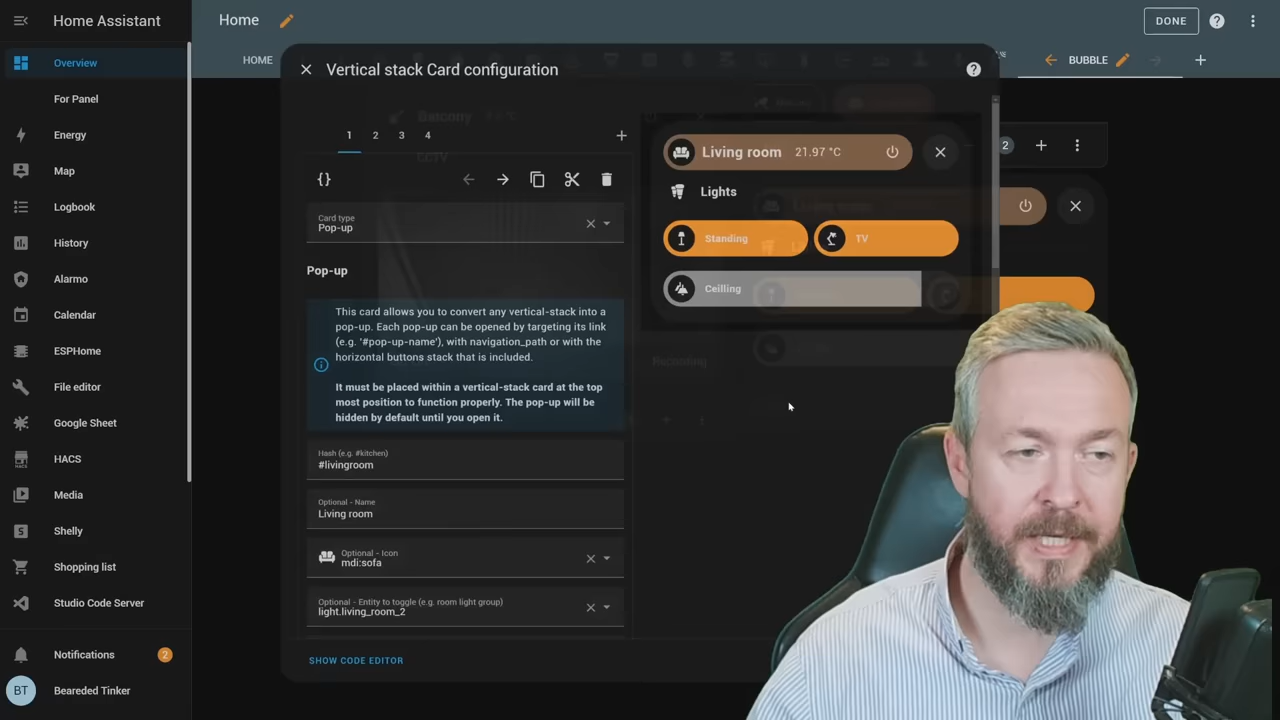 Home Assistant
Overview
For Panel
Energy
Map
Logbook
History
Alarmo
Calendar
ESPHome
File editor
Google Sheet
HACS
Media
Shelly
Shopping list
Studio Code Server
Notifications
2
BT
Beareded Tinker
Home
DONE
HOME
BUBBLE
Vertical stack Card configuration
1
2
3
4
{}
Card type
Pop-up
Pop-up
This card allows you to convert any vertical-stack into a
pop-up. Each pop-up can be opened by targeting its link
(e.g. '#pop-up-name'), with navigation_path or with the
horizontal buttons stack that is included.
It must be placed within a vertical-stack card at the top
most position to function properly. The pop-up will be
hidden by default until you open it.
Hash (e.g. #kitchen)
#livingroom
Optional - Name
Living room
Optional - Icon
mdi:sofa
Optional - Entity to toggle (e.g. room light group)
light.living_room_2
SHOW CODE EDITOR
Balcony
CCTV
Living room 21.97 °C
Lights
Standing
TV
Ceilling
Recording
2